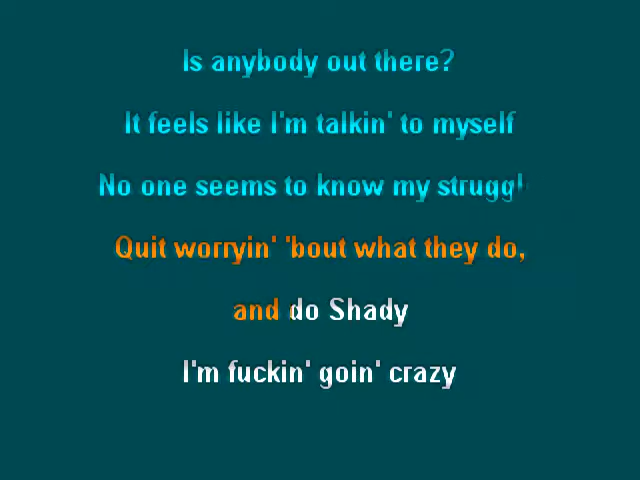 Is anybody out there?
It feels like I'm talkin' to myself
No one seems to know my struggl
Quit worryin' 'bout what they do,
and do Shady
I'm fuckin' goin' crazy